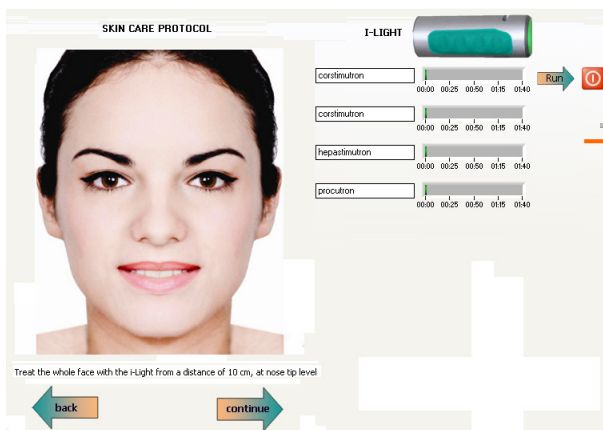 SKIN CARE PROTOCOL
I-LIGHT
corstimutron
00:00 00:25 00:50 01:15 01:40
Run
corstimutron
00:00 00:25 00:50 01:15 01:40
hepastimutron
00:00 00:25 00:50 01:15 01:40
procutron
00:00 00:25 00:50 01:15 01:40
Treat the whole face with the i-Light from a distance of 10 cm, at nose tip level
back
continue